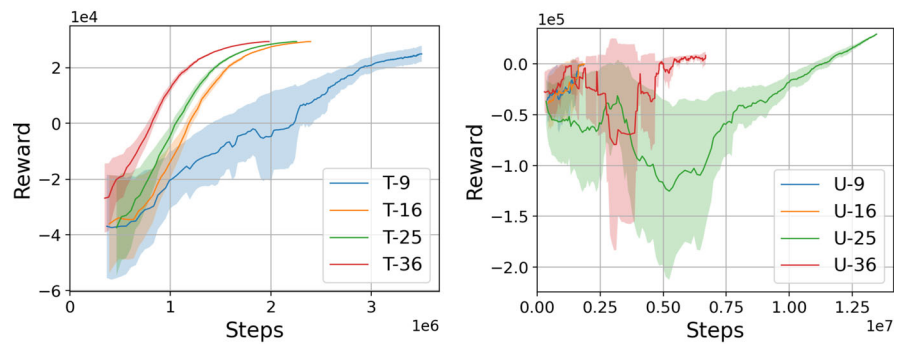 1e4
Reward
2
0
−2
−4
−6
0
1
2
3
1e6
Steps
T-9
T-16
T-25
T-36
1e5
Reward
0.0
−0.5
−1.0
−1.5
−2.0
0.00
0.25
0.50
0.75
1.00
1.25
1e7
Steps
U-9
U-16
U-25
U-36